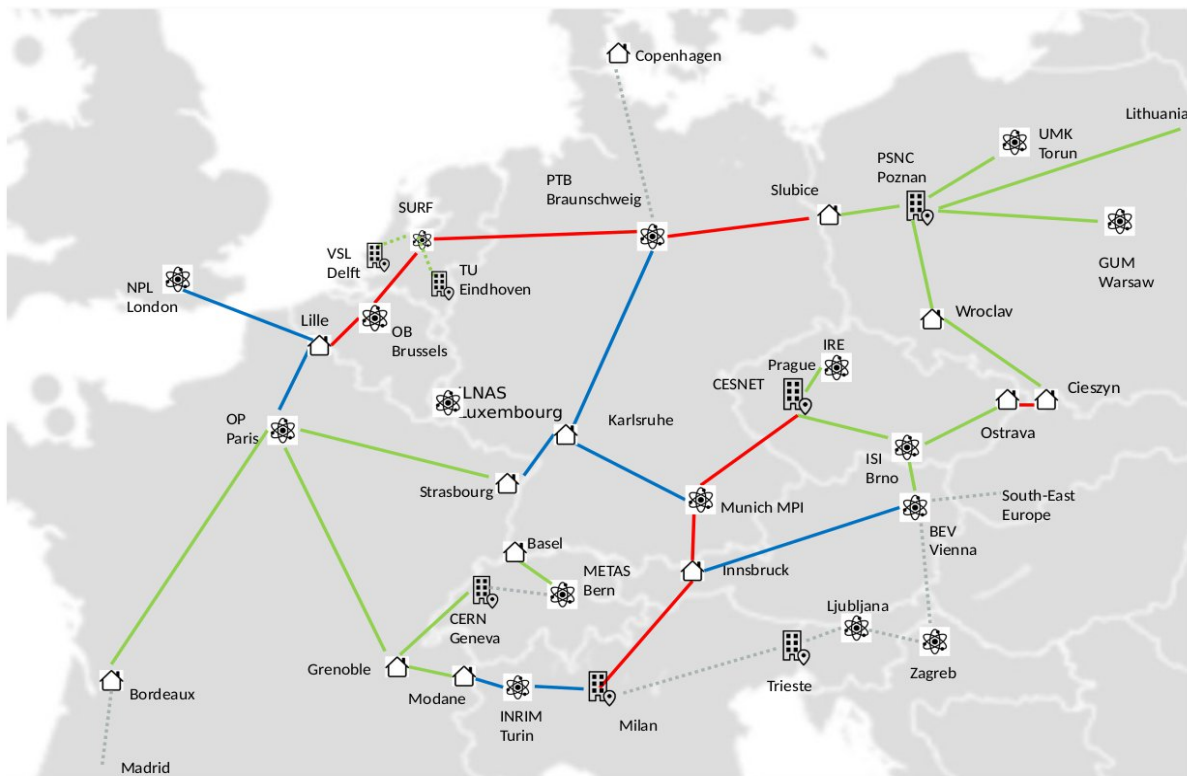 Copenhagen
Lithuania
UMK
Torun
PSNC
Poznan
PTB
Braunschweig
Slubice
SURF
VSL
Delft
TU
Eindhoven
GUM
Warsaw
NPL
London
Lille
OB
Brussels
Wroclav
IRE
Prague
CESNET
Cieszyn
Ostrava
ILNAS
Luxembourg
OP
Paris
Karlsruhe
ISI
Brno
Strasbourg
Munich MPI
South-East
Europe
BEV
Vienna
Basel
METAS
Bern
Innsbruck
CERN
Geneva
Ljubljana
Grenoble
Zagreb
Trieste
Bordeaux
Modane
INRIM
Turin
Milan
Madrid